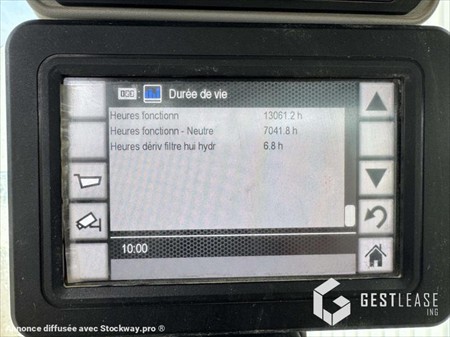 Durée de vie
Heures fonctionn 13061.2 h
Heures fonctionn - Neutre 7041.8 h
Heures dériv filtre hui hydr 6.8 h
10:00
GESTLEASE
INC
Annonce diffusée avec Stockway.pro ®